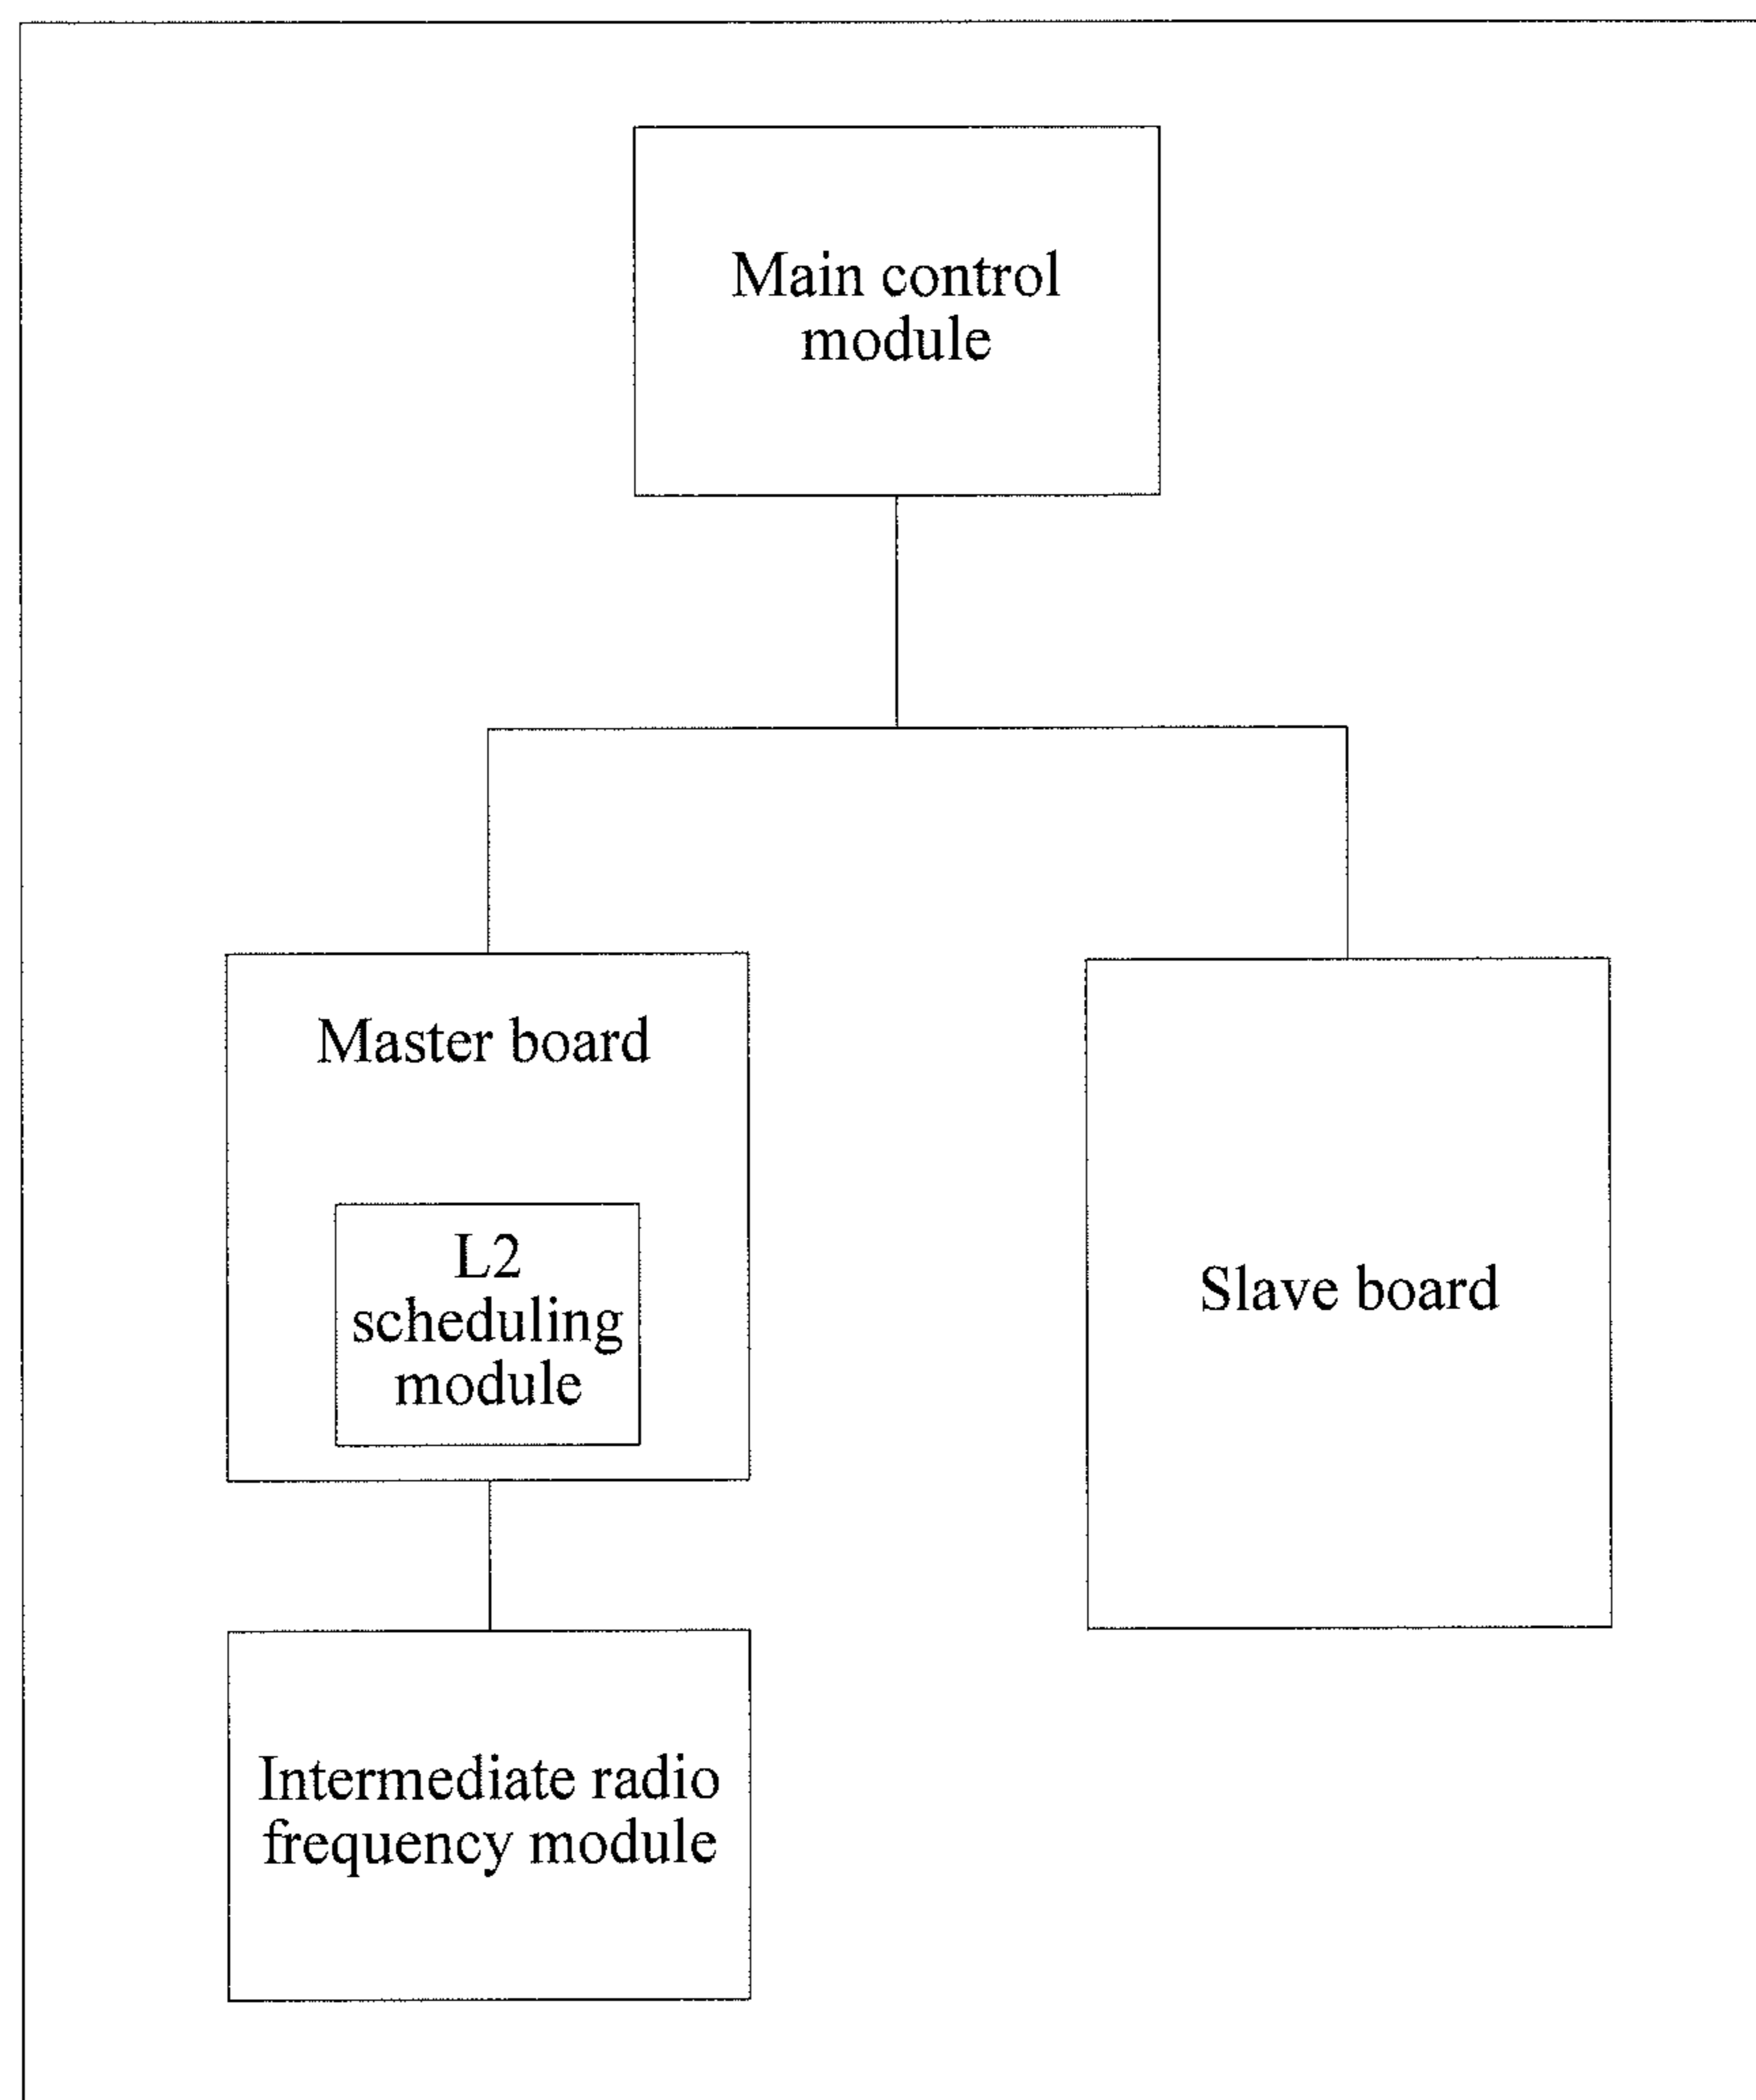 Main control
module
Master board
L2
scheduling
module
Slave board
Intermediate radio
frequency module